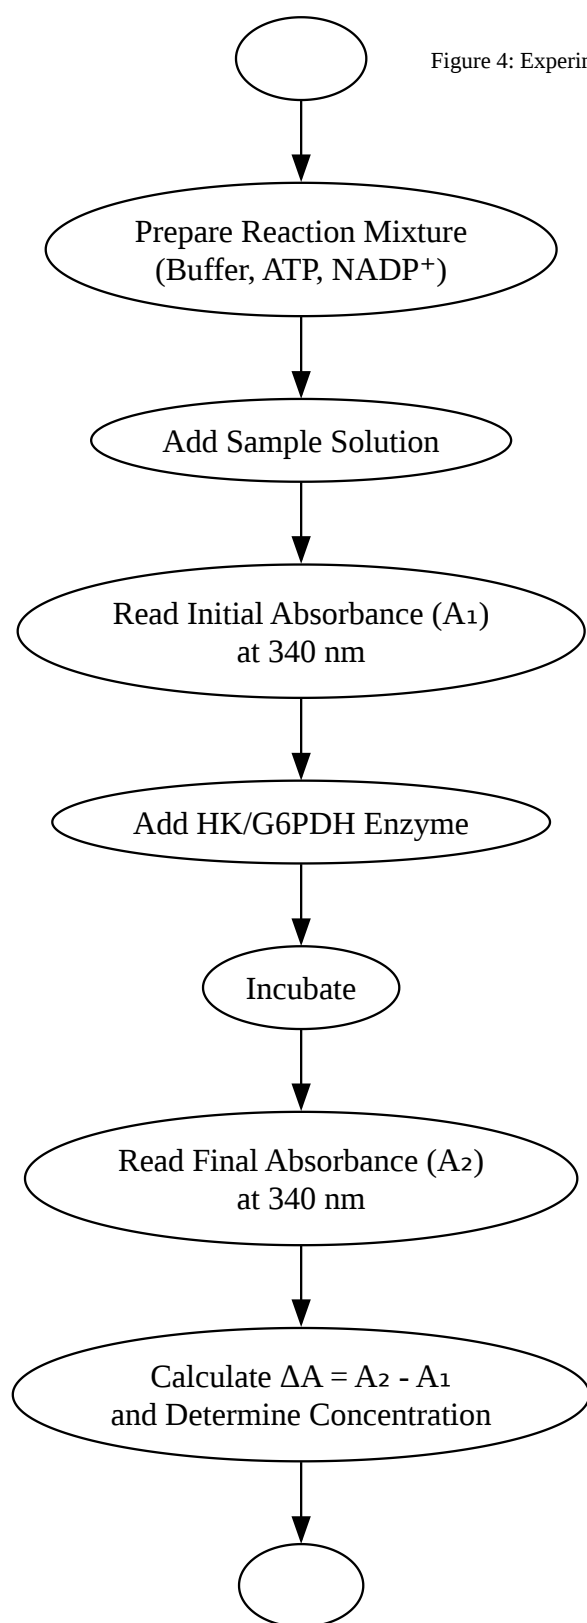 Figure 4: Experin
Prepare Reaction Mixture
(Buffer, ATP, NADP⁺)
Add Sample Solution
Read Initial Absorbance (A₁)
at 340 nm
Add HK/G6PDH Enzyme
Incubate
Read Final Absorbance (A₂)
at 340 nm
Calculate ΔA = A₂ - A₁
and Determine Concentration